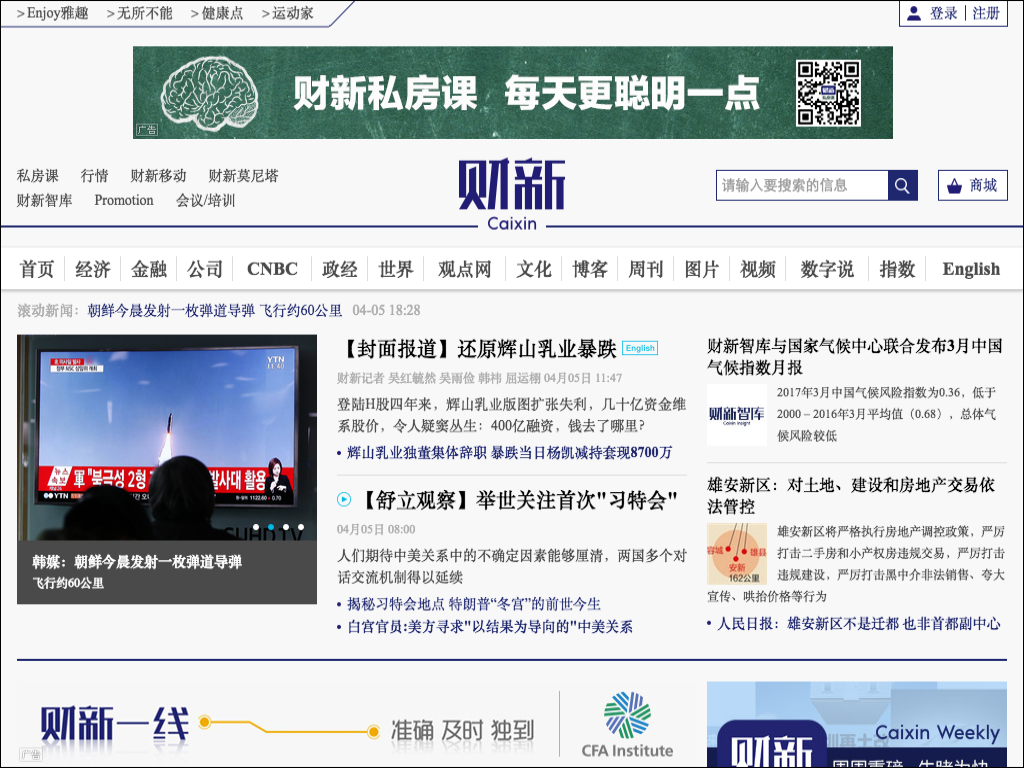 >Enjoy雅趣 >无所不能 >健康点 >运动家
登录 | 注册
财新私房课 每天更聪明一点
广告
私房课 行情 财新移动 财新莫尼塔
财新智库 Promotion 会议/培训
财新
Caixin
请输入要搜索的信息
商城
首页 经济 金融 公司 CNBC 政经 世界 观点网 文化 博客 周刊 图片 视频 数字说 指数 English
滚动新闻: 朝鲜今晨发射一枚弹道导弹 飞行约60公里 04-05 18:28
YTN
11:40
뉴스속보
軍 "북극성 2형
발사대 활용
YTN
SUHD TV
韩媒：朝鲜今晨发射一枚弹道导弹
飞行约60公里
【封面报道】还原辉山乳业暴跌 English
财新记者 吴红毓然 吴雨俭 韩祎 屈运栩 04月05日 11:47
登陆H股四年来，辉山乳业版图扩张失利，几十亿资金维
系股价，令人疑窦丛生：400亿融资，钱去了哪里?
• 辉山乳业独董集体辞职 暴跌当日杨凯减持套现8700万
【舒立观察】举世关注首次"习特会"
04月05日 08:00
人们期待中美关系中的不确定因素能够厘清，两国多个对
话交流机制得以延续
• 揭秘习特会地点 特朗普“冬宫”的前世今生
• 白宫官员:美方寻求"以结果为导向的"中美关系
财新智库与国家气候中心联合发布3月中国
气候指数月报
财新智库
Caixin Insight
2017年3月中国气候风险指数为0.36，低于
2000 – 2016年3月平均值（0.68），总体气
候风险较低
雄安新区：对土地、建设和房地产交易依
法管控
容城 雄县
安新
162公里
雄安新区将严格执行房地产调控政策，严厉
打击二手房和小产权房违规交易，严厉打击
违规建设，严厉打击黑中介非法销售、夸大
宣传、哄抬价格等行为
• 人民日报：雄安新区不是迁都 也非首都副中心
财新一线 准确 及时 独到
广告
CFA Institute
Caixin Weekly
财新